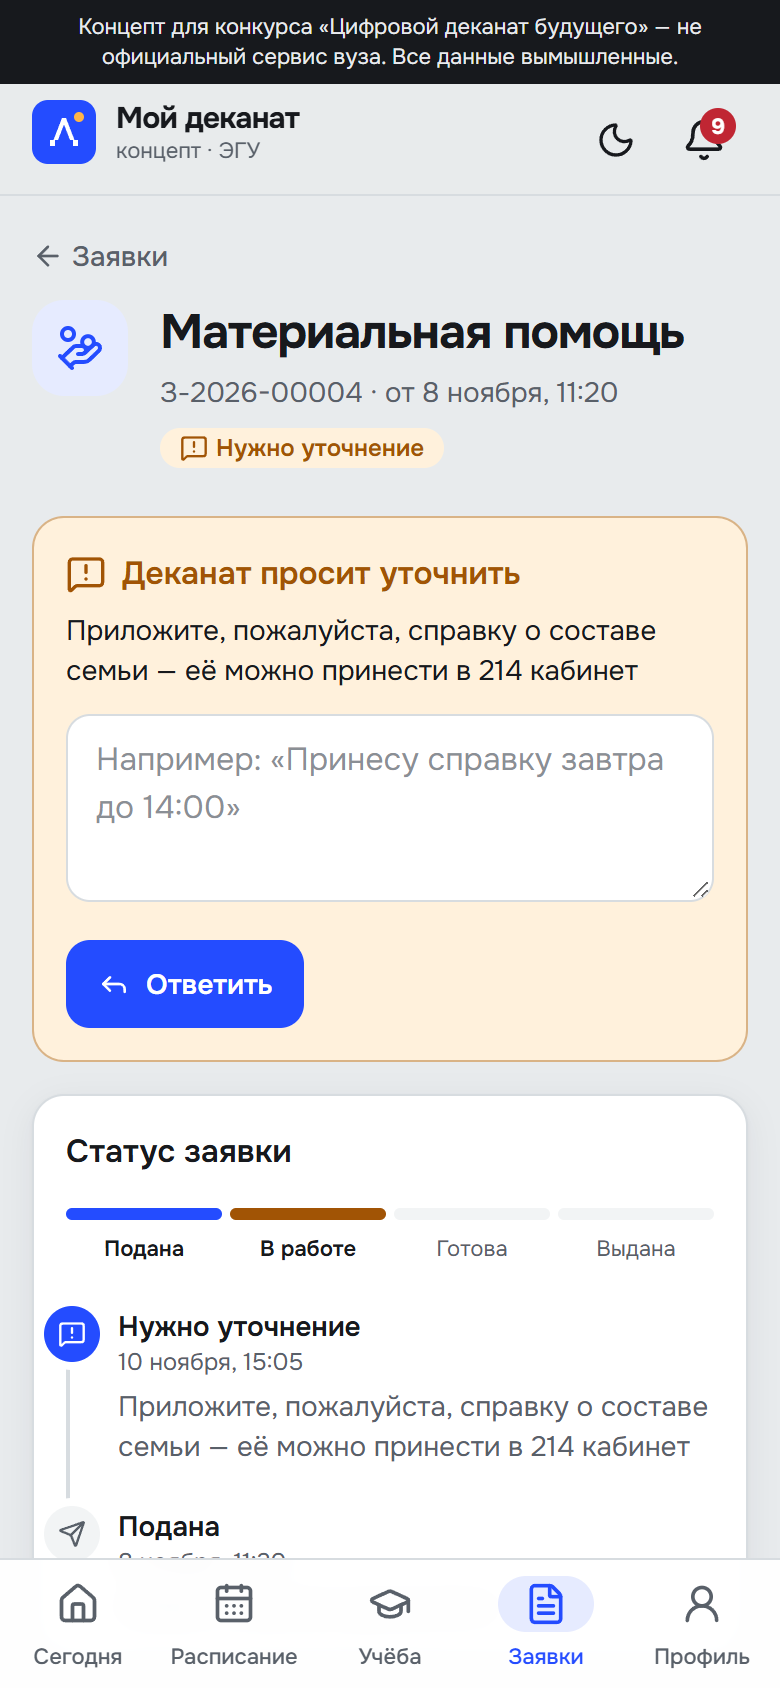 Концепт для конкурса «Цифровой деканат будущего» — не
официальный сервис вуза. Все данные вымышленные.
Мой деканат
концепт · ЭГУ
9
Заявки
Материальная помощь
З-2026-00004 · от 8 ноября, 11:20
Нужно уточнение
Деканат просит уточнить
Приложите, пожалуйста, справку о составе
семьи — её можно принести в 214 кабинет
Например: «Принесу справку завтра
до 14:00»
Ответить
Статус заявки
Подана
В работе
Готова
Выдана
Нужно уточнение
10 ноября, 15:05
Приложите, пожалуйста, справку о составе
семьи — её можно принести в 214 кабинет
Подана
Сегодня
Расписание
Учёба
Заявки
Профиль